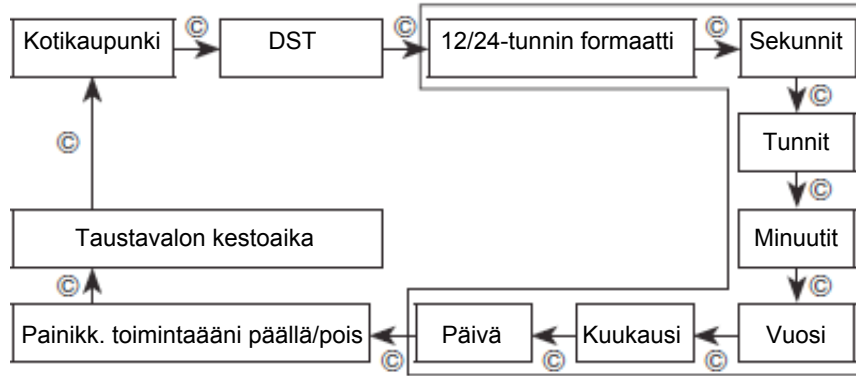 Kotikaupunki © DST © 12/24-tunnin formaatti © Sekunnit
©
Tunnit
©
Minuutit
©
Vuosi
©
Kuukausi
©
Päivä
©
Painikk. toimintaääni päällä/pois
©
Taustavalon kestoaika
©